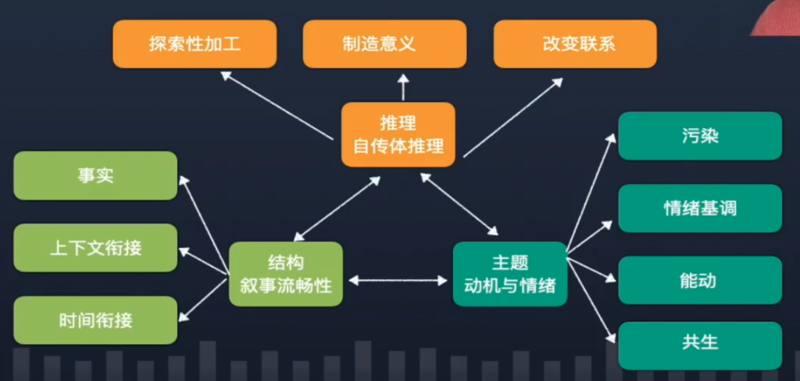 探索性加工
制造意义
改变联系
推理
自传体推理
污染
事实
情绪基调
上下文衔接
结构
叙事流畅性
主题
动机与情绪
能动
时间衔接
共生